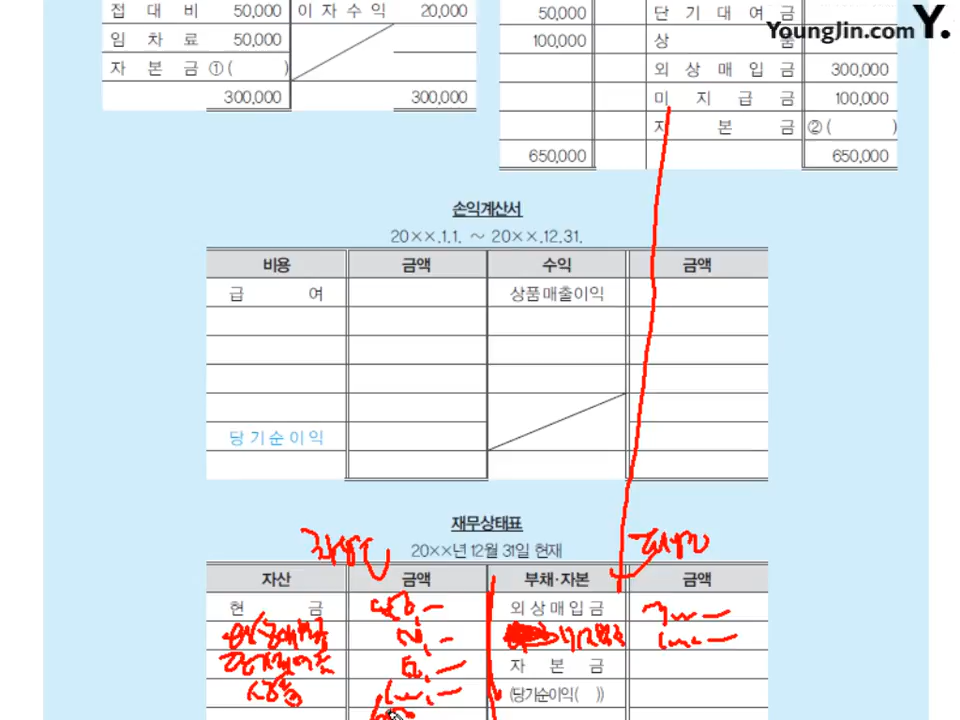 접 대 비 50,000 이 자 수 익 20,000
임 차 료 50,000
자 본 금 ①( )
300,000 300,000
50,000 단 기 대 여 금
100,000 상 품
외 상 매 입 금 300,000
미 지 급 금 100,000
자 본 금 ②( )
650,000 650,000
YoungJin.com Y.
손익계산서
20××.1.1. ~ 20××.12.31.
비용 금액 수익 금액
급 여 상품매출이익
당 기 순 이 익
재무상태표
20××년 12월 31일 현재
자산 금액 부채·자본 금액
현 금 외 상 매 입 금
자 본 금
상품 (당기순이익( ))